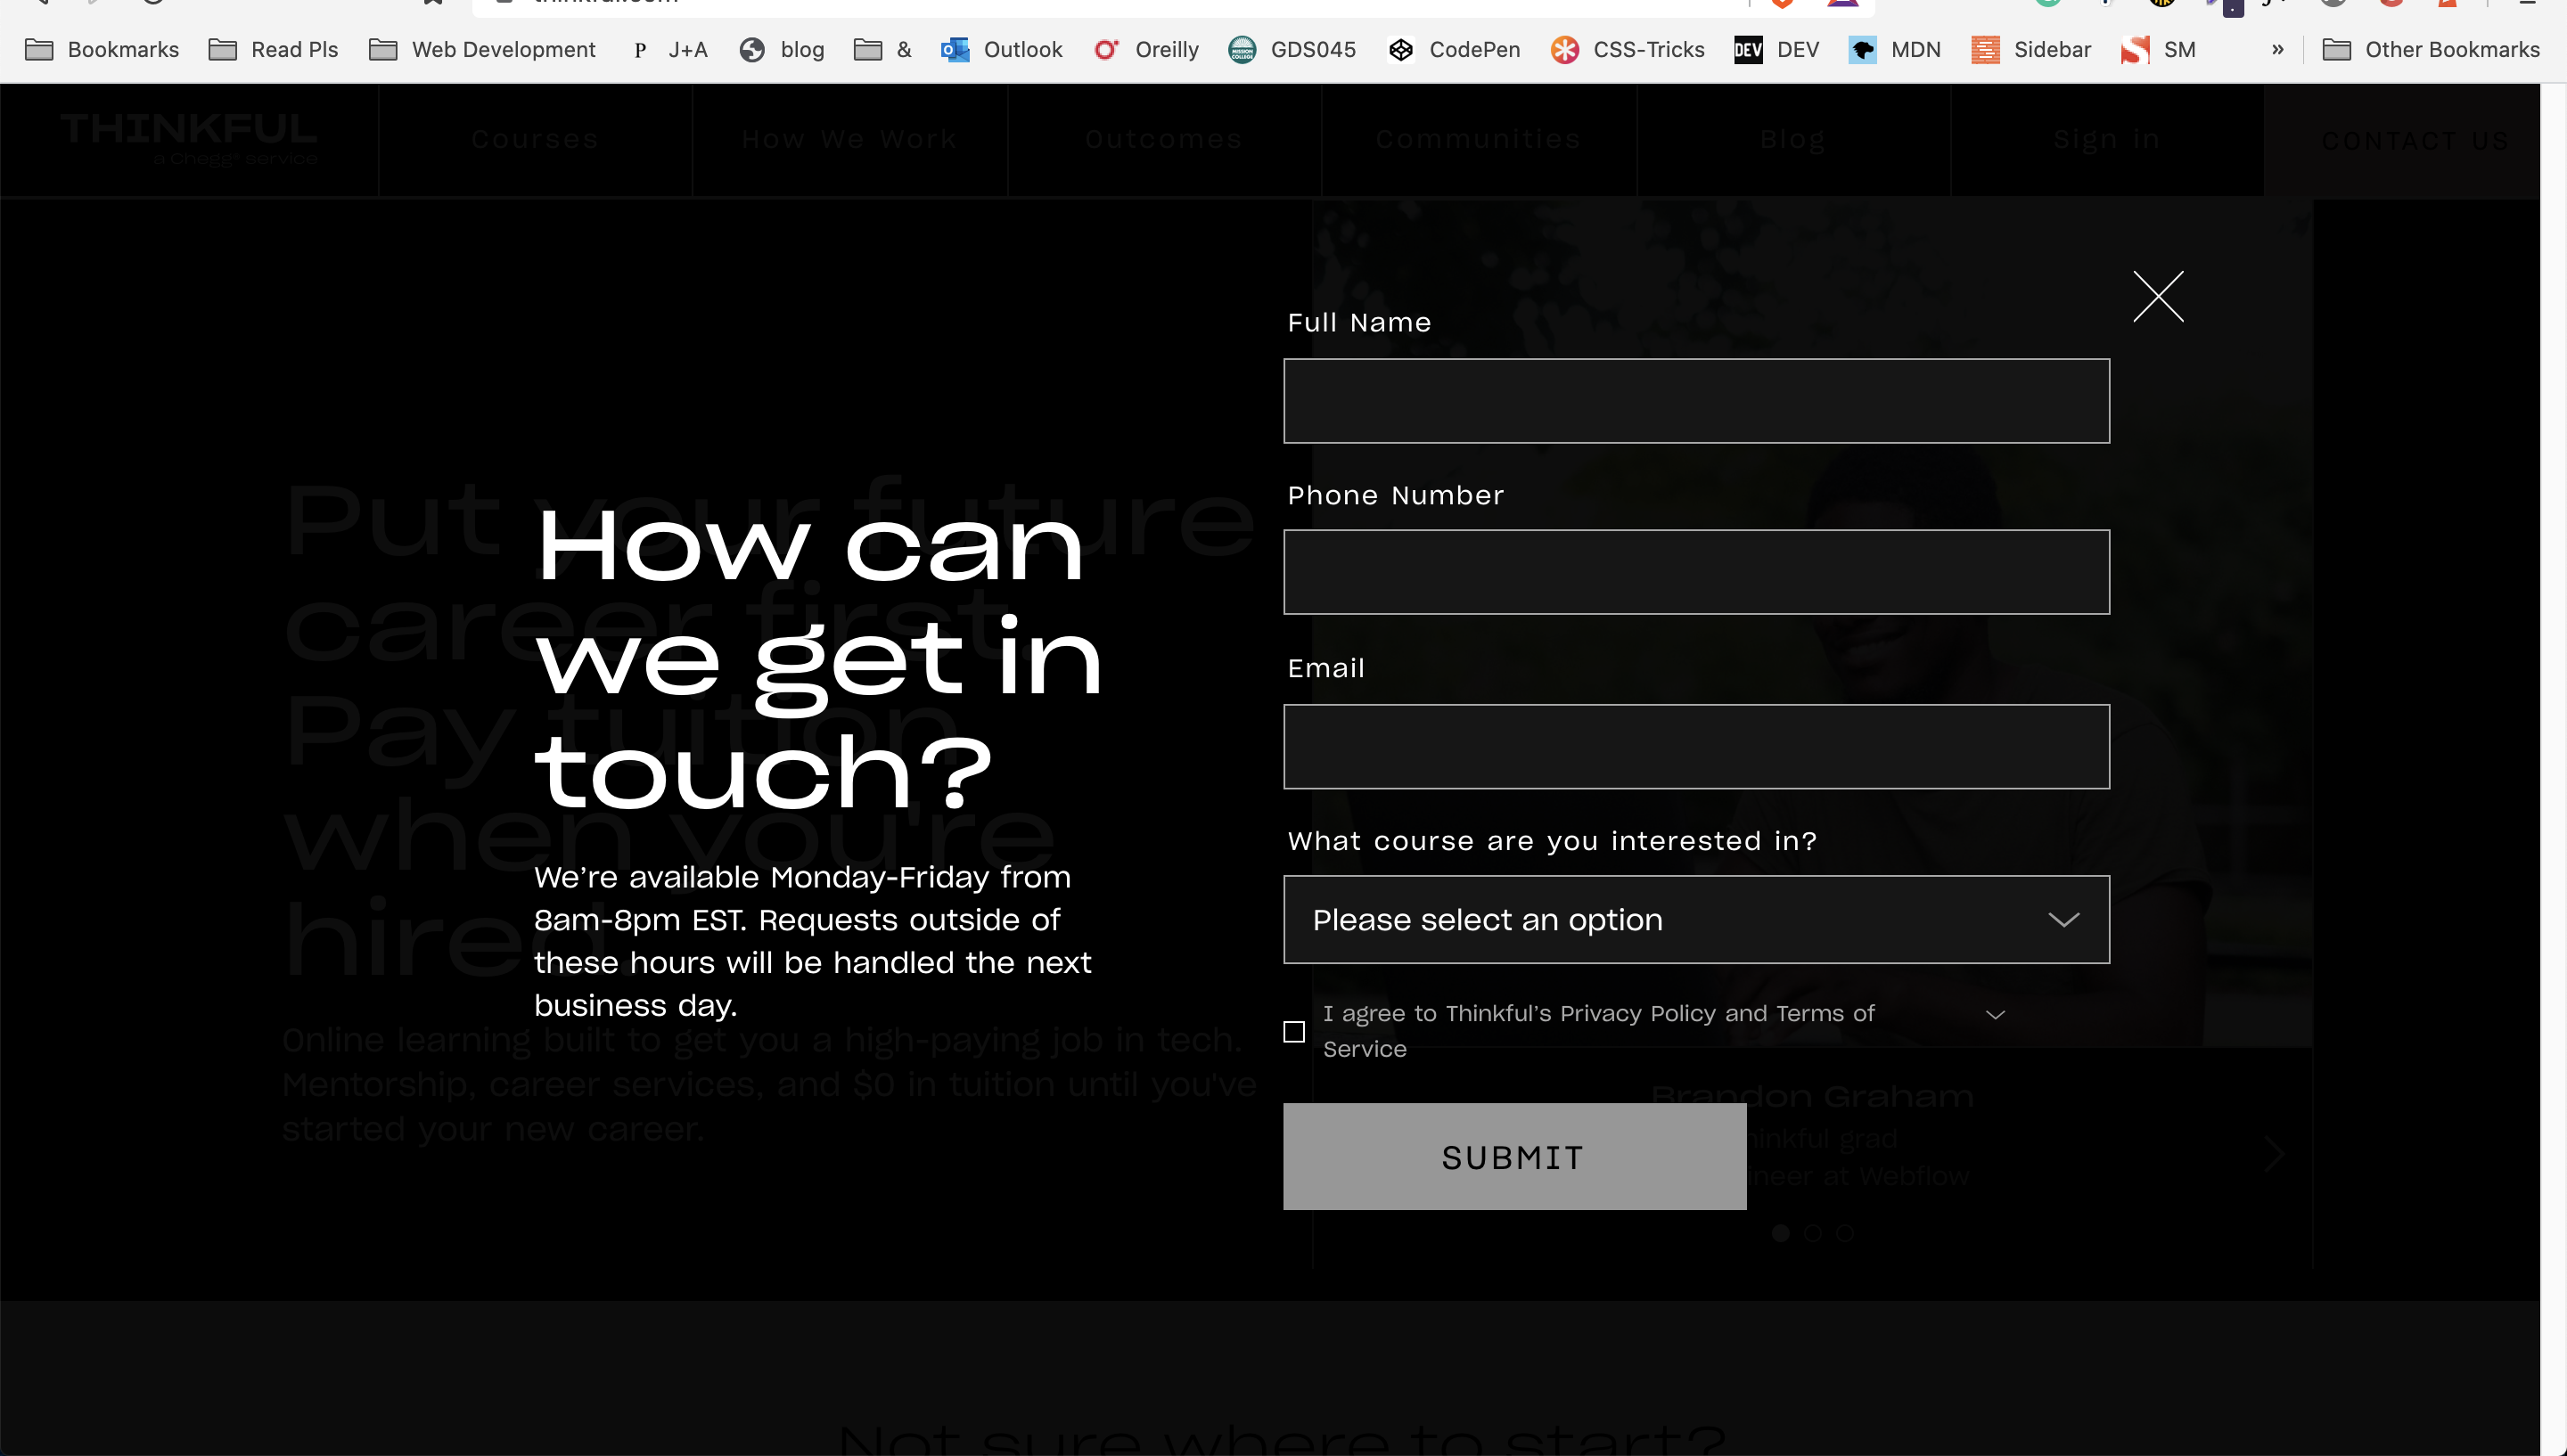 Bookmarks Read Pls Web Development P J+A blog & Outlook Oreilly GDS045 CodePen CSS-Tricks DEV DEV MDN Sidebar SM » Other Bookmarks
THINKFUL
a Chegg® service
Courses How We Work Outcomes Communities Blog Sign in CONTACT US
Put your future
career first.
Pay tuition
when you're
hired.
Online learning built to get you a high-paying job in tech.
Mentorship, career services, and $0 in tuition until you've
started your new career.
How can
we get in
touch?
We’re available Monday-Friday from
8am-8pm EST. Requests outside of
these hours will be handled the next
business day.
Full Name
Phone Number
Email
What course are you interested in?
Please select an option
I agree to Thinkful’s Privacy Policy and Terms of
Service
SUBMIT
Brandon Graham
grad
at Webflow
Not sure where to start?